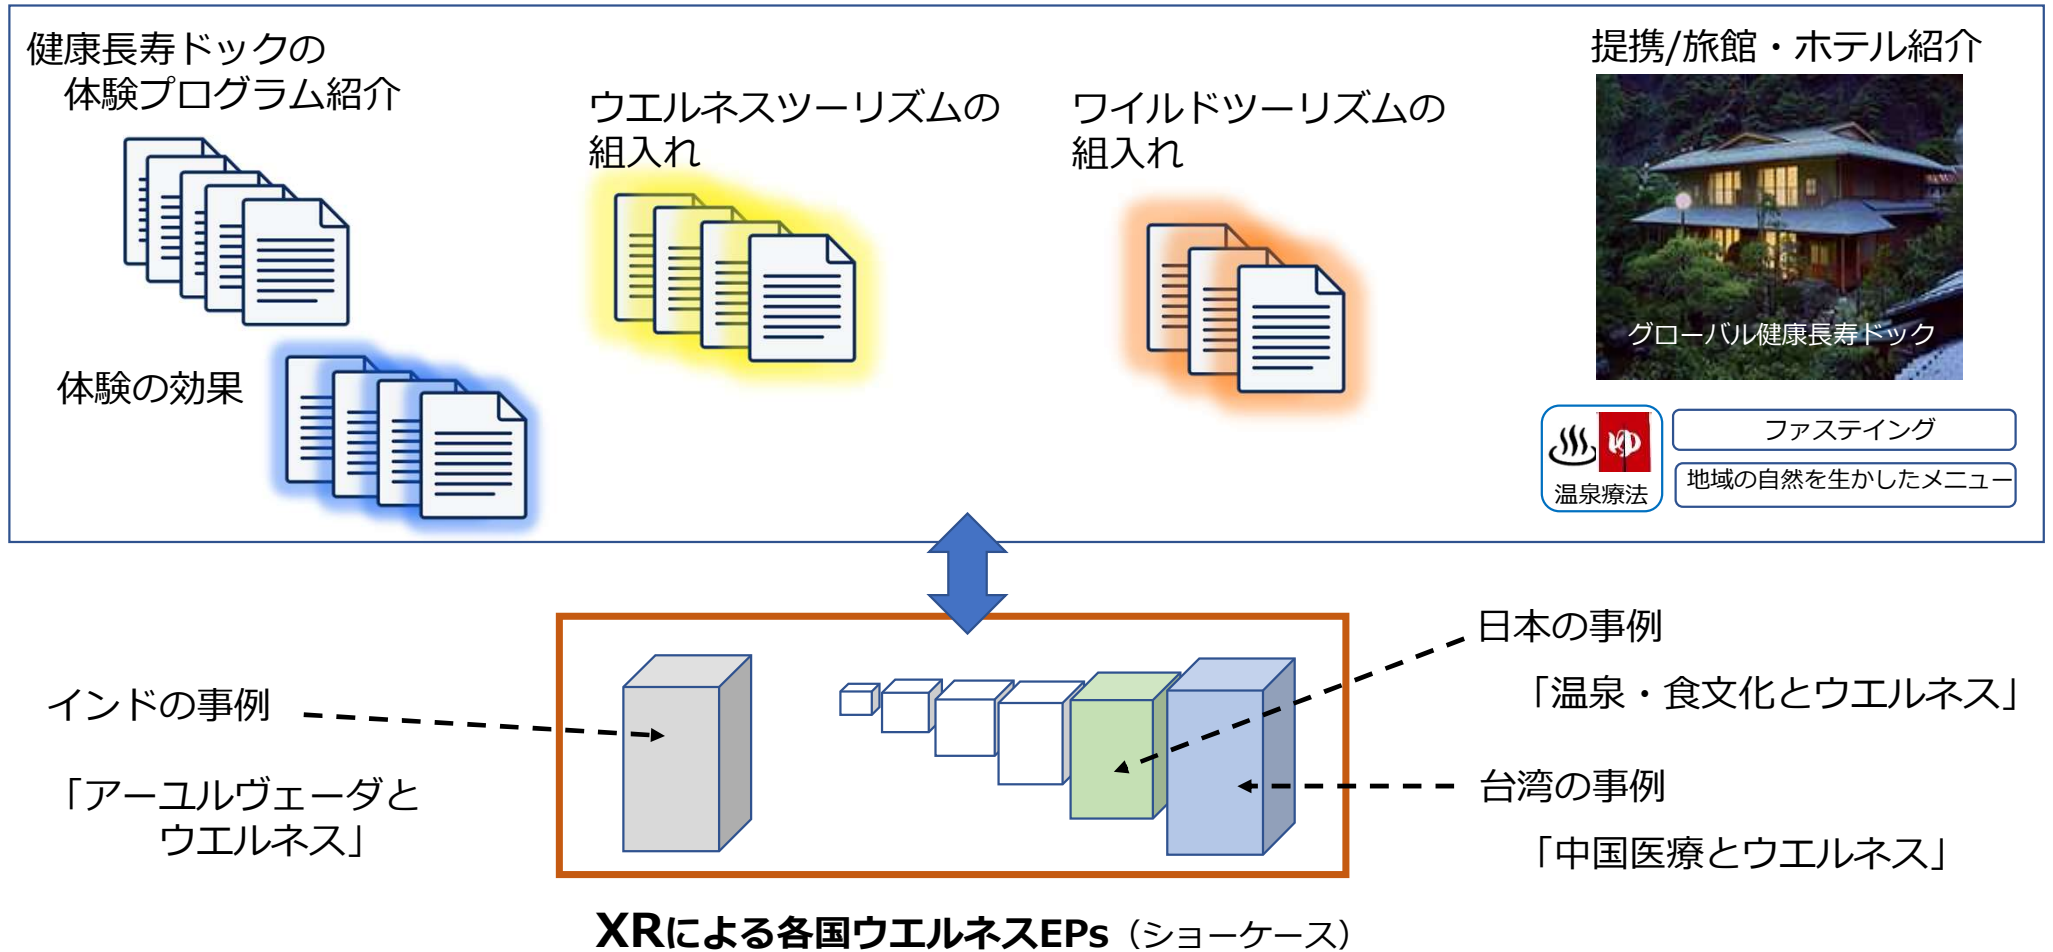 健康長寿ドックの
体験プログラム紹介
体験の効果
ウエルネスツーリズムの
組入れ
ワイルドツーリズムの
組入れ
提携/旅館・ホテル紹介
グローバル健康長寿ドック
ゆ
温泉療法
ファステイング
地域の自然を生かしたメニュー
インドの事例
「アーユルヴェーダと
ウエルネス」
日本の事例
「温泉・食文化とウエルネス」
台湾の事例
「中国医療とウエルネス」
XRによる各国ウエルネスEPs（ショーケース）